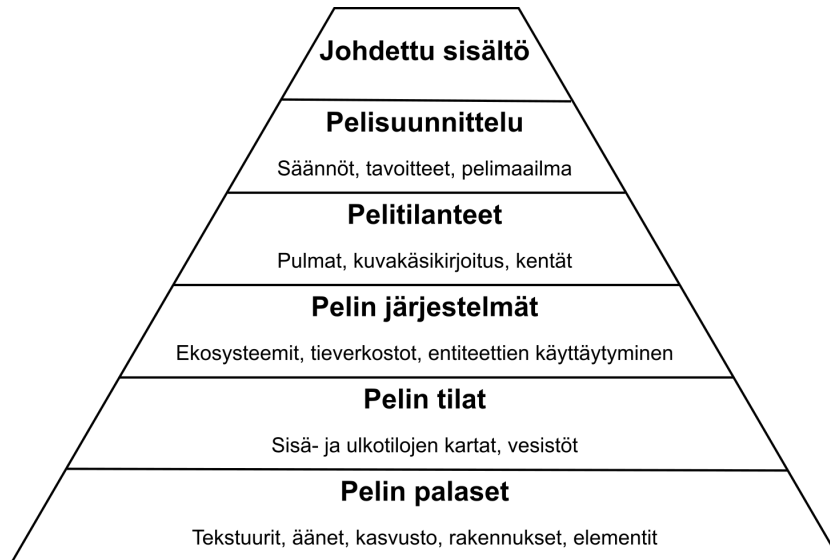 Johdettu sisältö
Pelisuunnittelu
Säännöt, tavoitteet, pelimaailma
Pelitilanteet
Pulmat, kuvakäsikirjoitus, kentät
Pelin järjestelmät
Ekosysteemit, tieverkostot, entiteettien käyttäytyminen
Pelin tilat
Sisä- ja ulkotilojen kartat, vesistöt
Pelin palaset
Tekstuurit, äänet, kasvusto, rakennukset, elementit